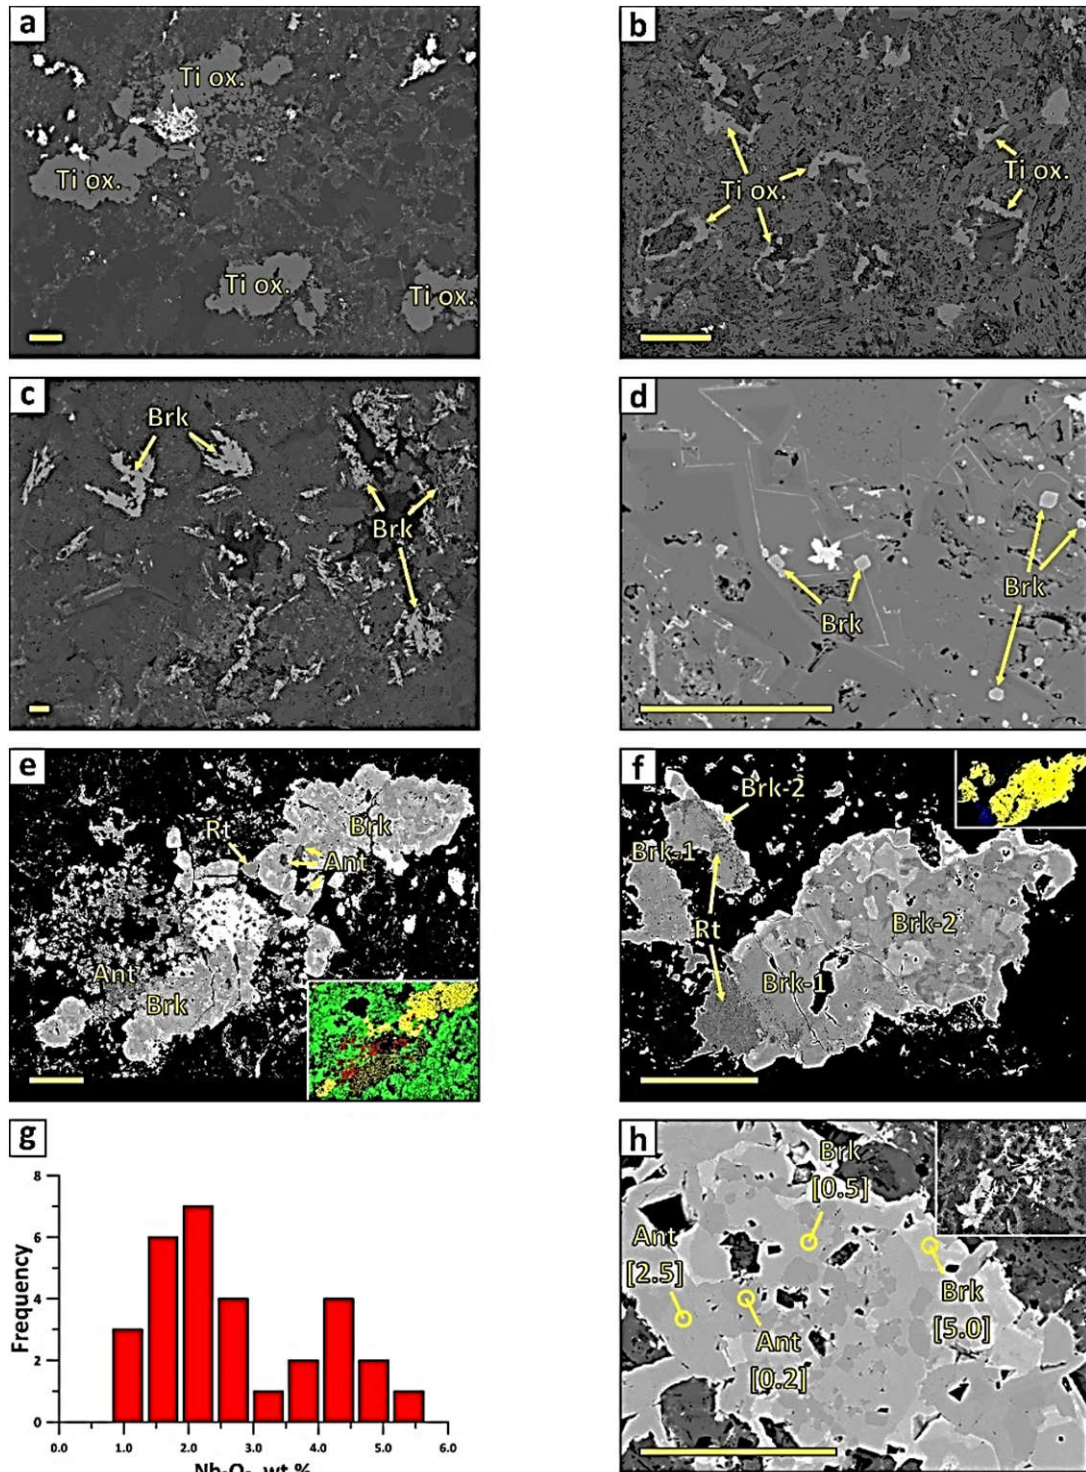 a
Ti ox.
Ti ox.
Ti ox.
Ti ox.
b
Ti ox.
Ti ox.
c
Brk
Brk
d
Brk
Brk
e
Rt
Brk
Ant
Ant
Brk
f
Brk-2
Brk-1
Brk-2
Rt
Brk-1
g
8
6
4
2
0
Frequency
0.0 1.0 2.0 3.0 4.0 5.0 6.0
wt.%
h
Brk
[0.5]
Ant
[2.5]
Brk
[5.0]
Ant
[0.2]